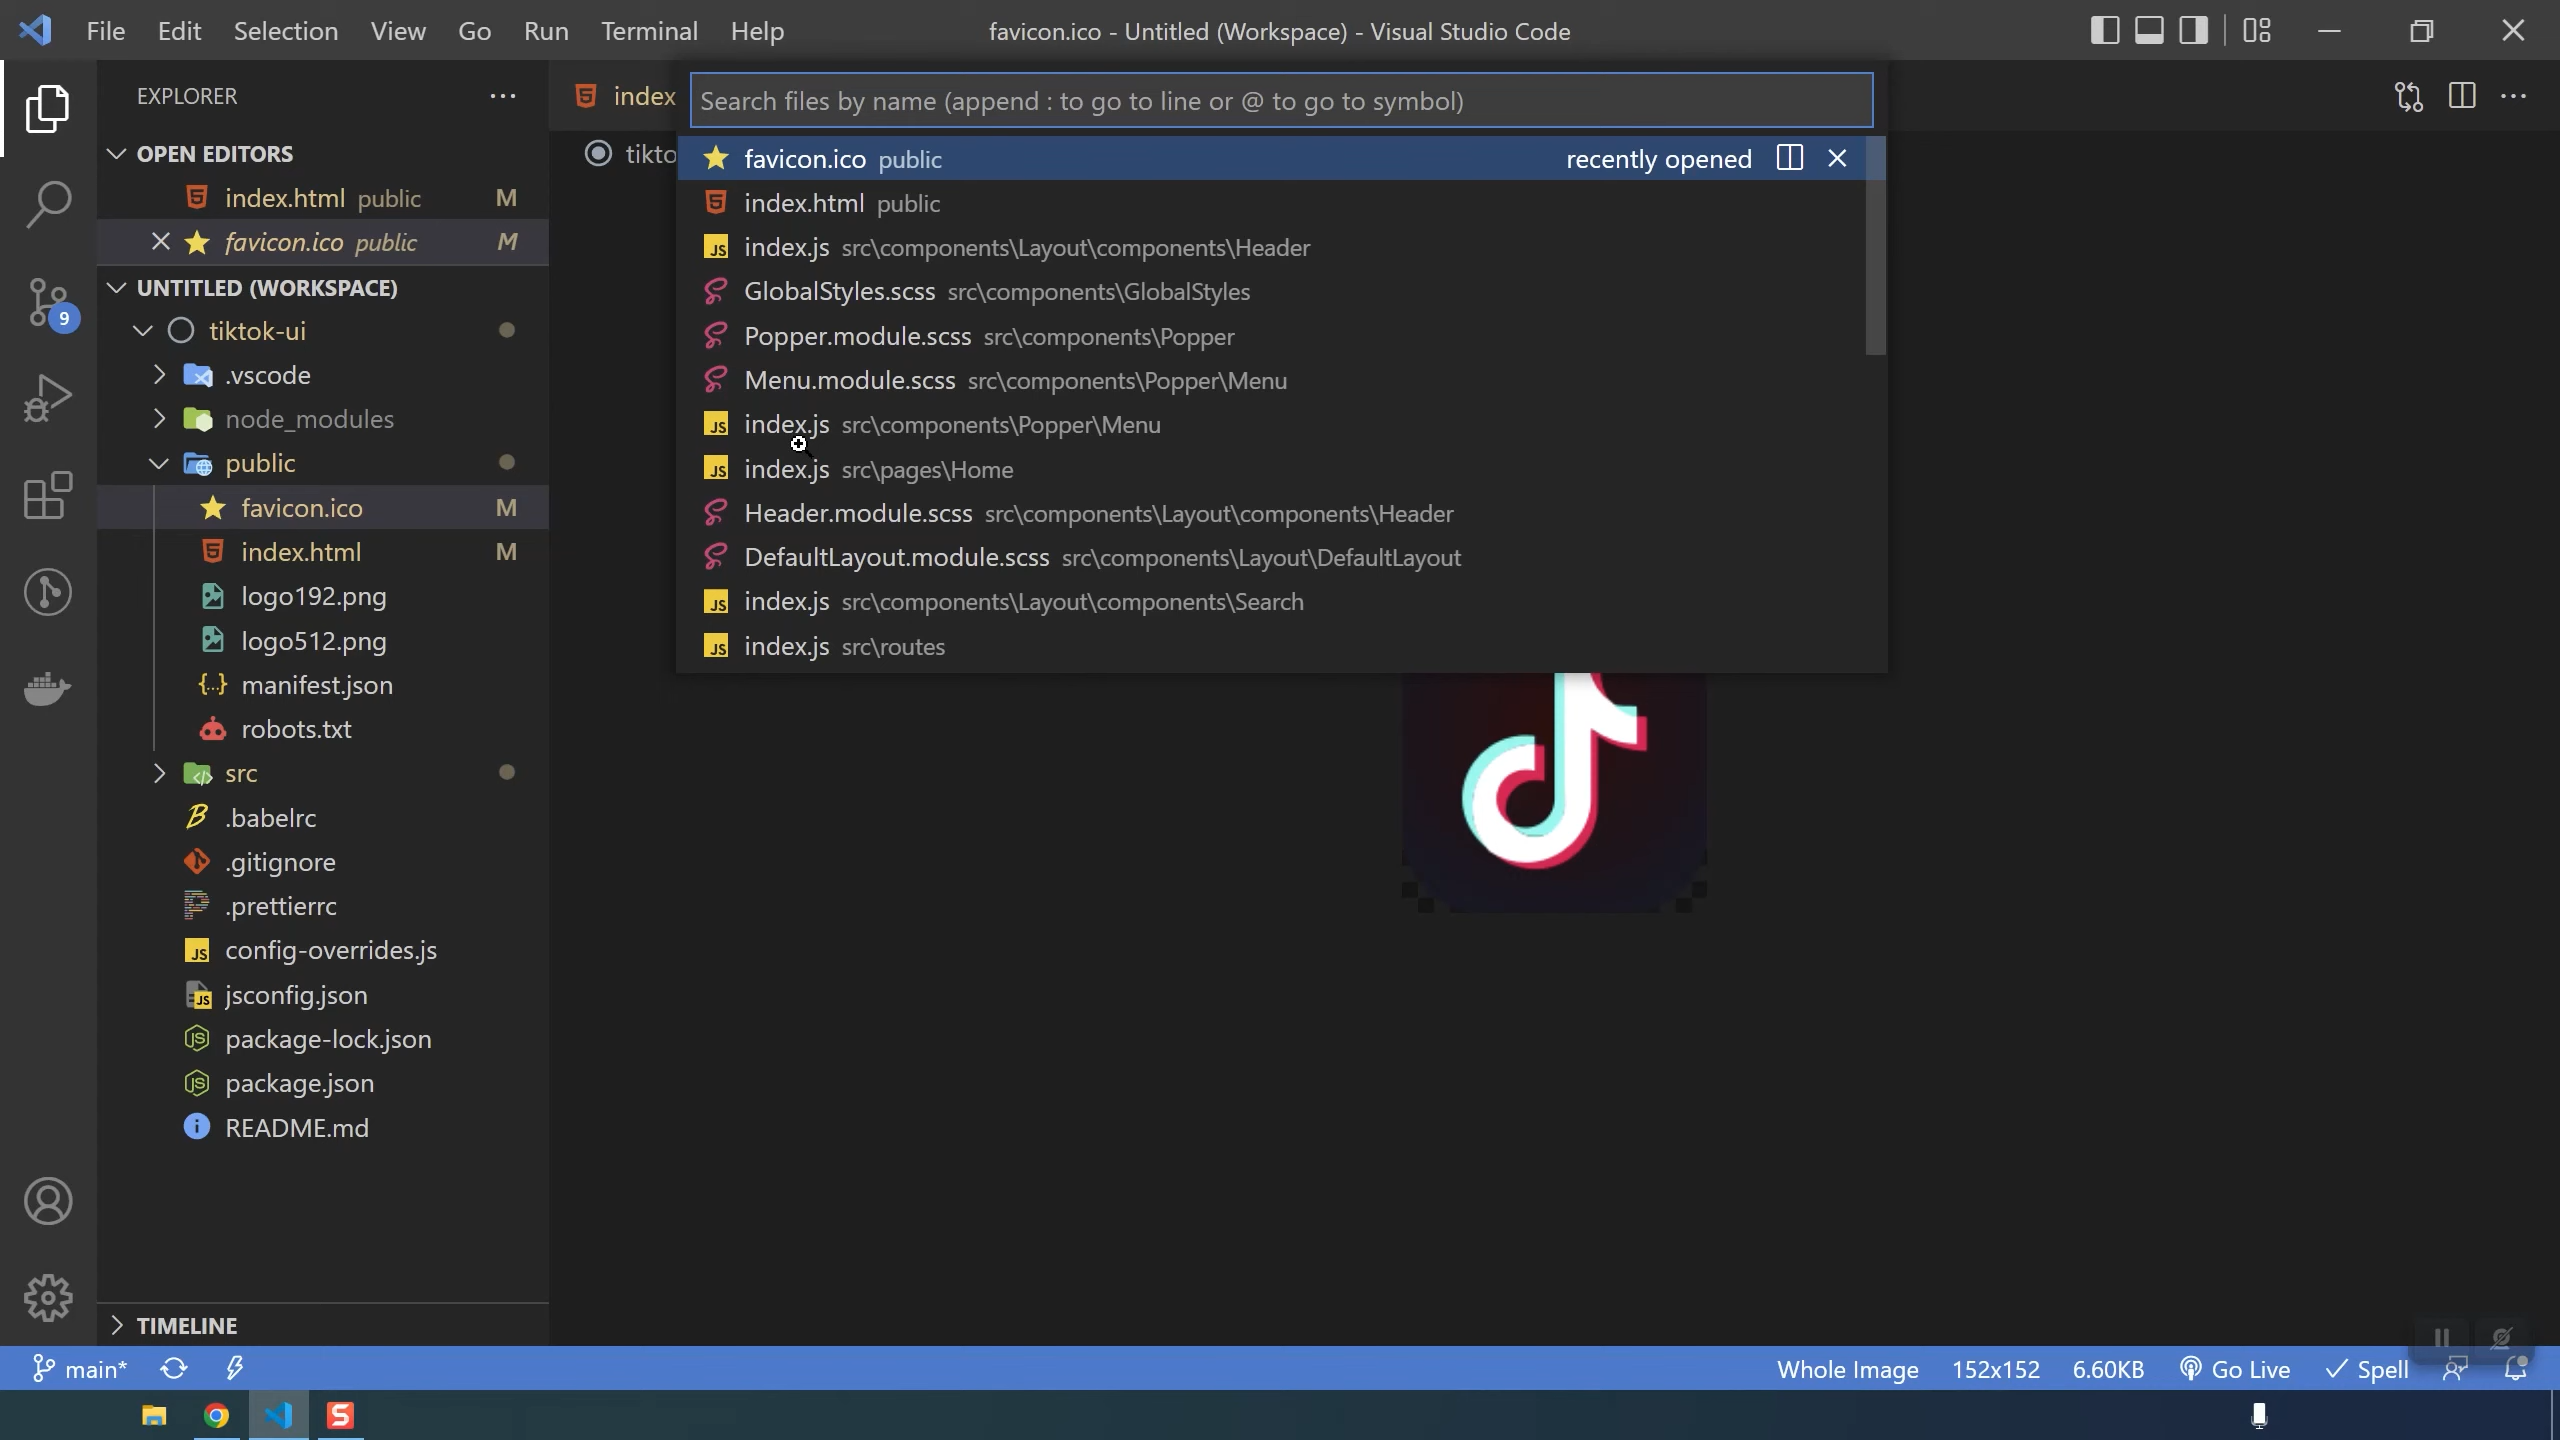 File Edit Selection View Go Run Terminal Help
favicon.ico - Untitled (Workspace) - Visual Studio Code
EXPLORER
OPEN EDITORS
index.html public M
favicon.ico public M
UNTITLED (WORKSPACE)
tiktok-ui
.vscode
node_modules
public
favicon.ico M
index.html M
logo192.png
logo512.png
manifest.json
robots.txt
src
.babelrc
.gitignore
.prettierrc
config-overrides.js
jsconfig.json
package-lock.json
package.json
README.md
TIMELINE
9
index
tikto
Search files by name (append : to go to line or @ to go to symbol)
favicon.ico public recently opened
index.html public
index.js src\components\Layout\components\Header
GlobalStyles.scss src\components\GlobalStyles
Popper.module.scss src\components\Popper
Menu.module.scss src\components\Popper\Menu
index.js src\components\Popper\Menu
index.js src\pages\Home
Header.module.scss src\components\Layout\components\Header
DefaultLayout.module.scss src\components\Layout\DefaultLayout
index.js src\components\Layout\components\Search
index.js src\routes
main* Whole Image 152x152 6.60KB Go Live Spell